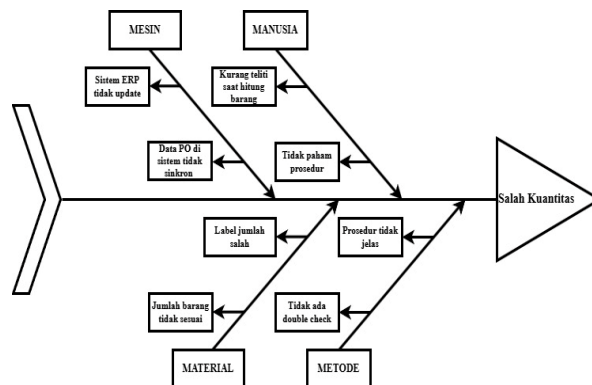 MESIN
MANUSIA
Sistem ERP
tidak update
Kurang teliti
saat hitung
barang
Data PO di
sistem tidak
sinkron
Tidak paham
prosedur
Salah Kuantitas
Label jumlah
salah
Prosedur tidak
jelas
Jumlah barang
tidak sesuai
Tidak ada
double check
MATERIAL
METODE